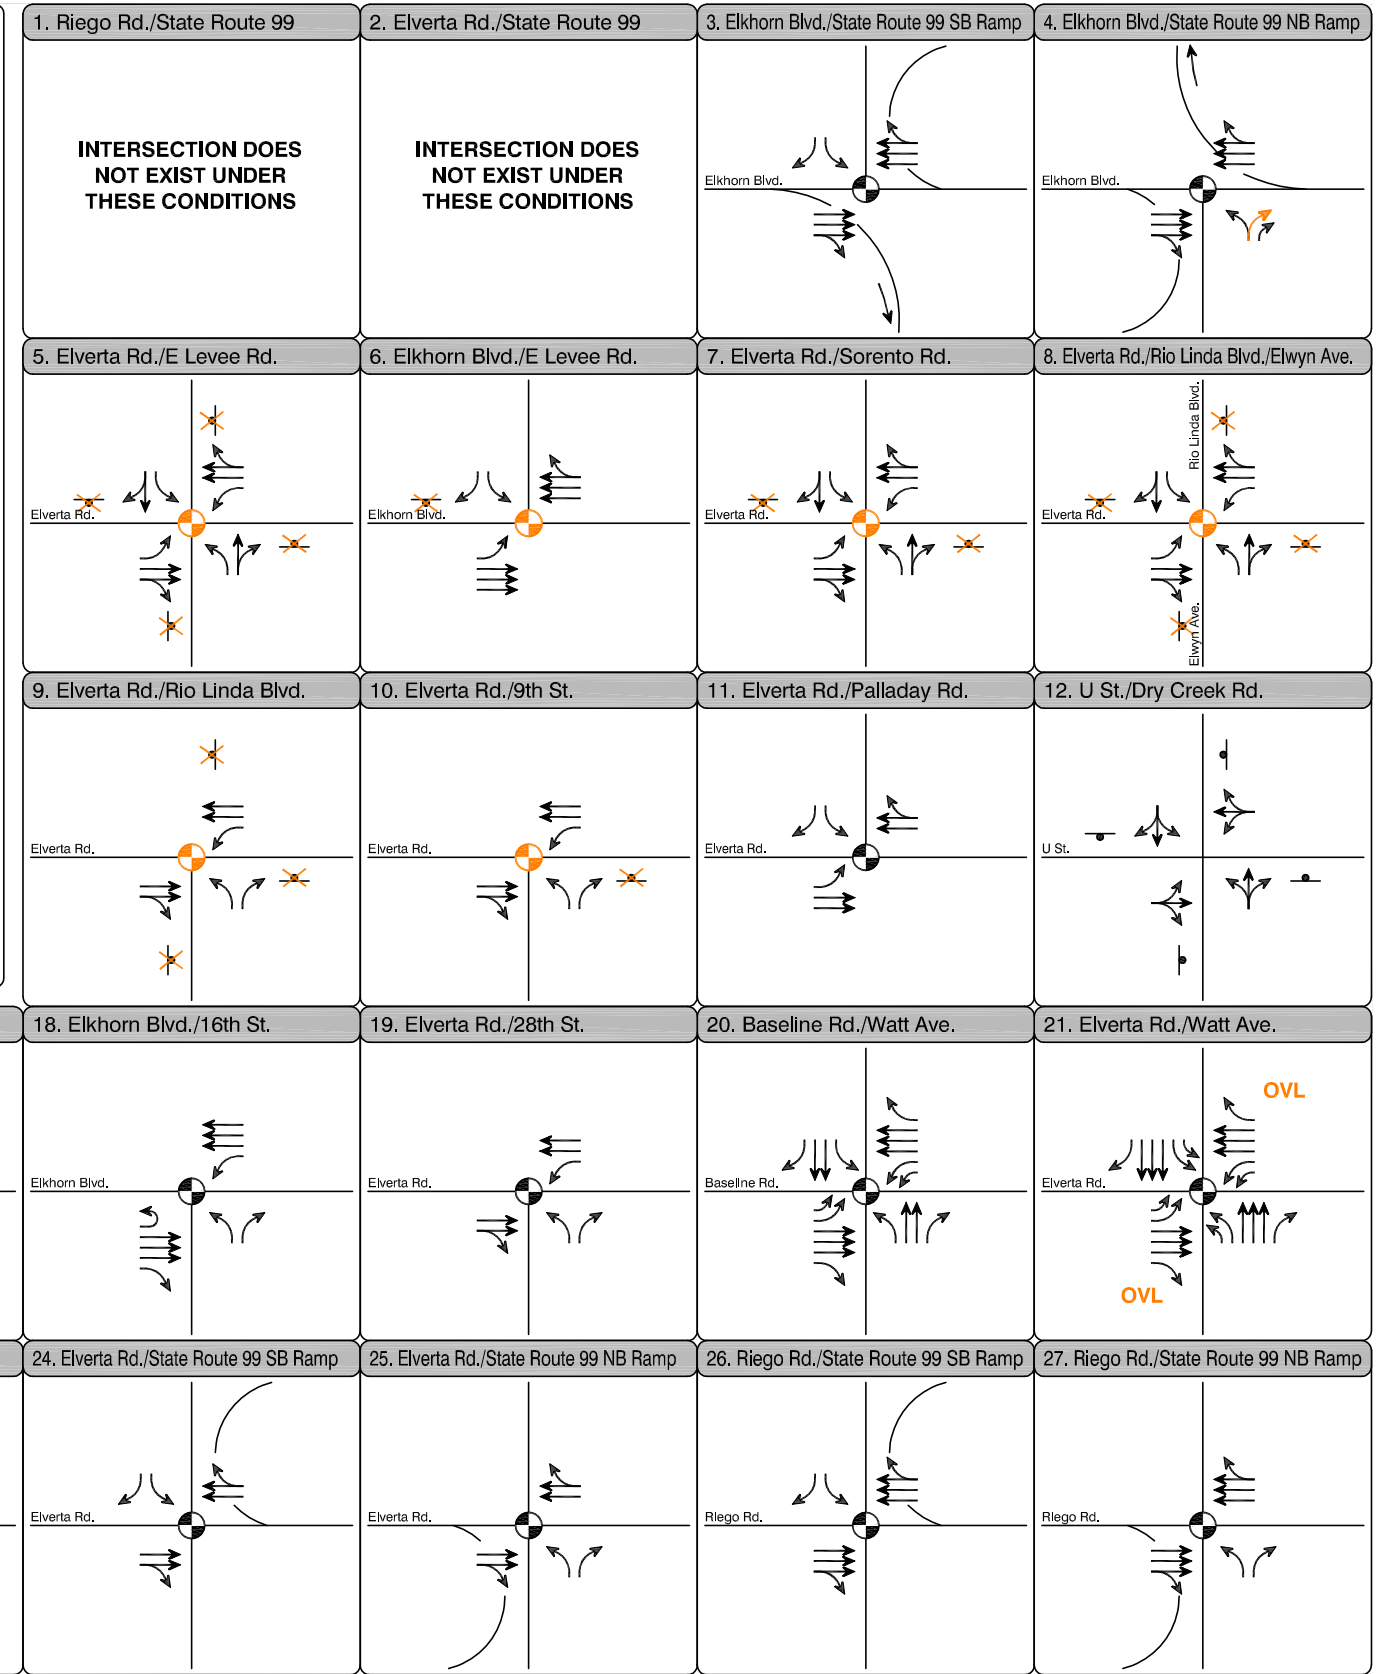 1. Riego Rd./State Route 99
2. Elverta Rd./State Route 99
3. Elkhorn Blvd./State Route 99 SB Ramp
4. Elkhorn Blvd./State Route 99 NB Ramp
INTERSECTION DOES
NOT EXIST UNDER
THESE CONDITIONS
INTERSECTION DOES
NOT EXIST UNDER
THESE CONDITIONS
Elkhorn Blvd.
Elkhorn Blvd.
5. Elverta Rd./E Levee Rd.
6. Elkhorn Blvd./E Levee Rd.
7. Elverta Rd./Sorento Rd.
8. Elverta Rd./Rio Linda Blvd./Elwyn Ave.
Elverta Rd.
Elkhorn Blvd.
Elverta Rd.
Rio Linda Blvd.
Elverta Rd.
Elwyn Ave.
9. Elverta Rd./Rio Linda Blvd.
10. Elverta Rd./9th St.
11. Elverta Rd./Palladay Rd.
12. U St./Dry Creek Rd.
Elverta Rd.
Elverta Rd.
Elverta Rd.
U St.
18. Elkhorn Blvd./16th St.
19. Elverta Rd./28th St.
20. Baseline Rd./Watt Ave.
21. Elverta Rd./Watt Ave.
Elkhorn Blvd.
Elverta Rd.
Baseline Rd.
OVL
Elverta Rd.
OVL
24. Elverta Rd./State Route 99 SB Ramp
25. Elverta Rd./State Route 99 NB Ramp
26. Riego Rd./State Route 99 SB Ramp
27. Riego Rd./State Route 99 NB Ramp
Elverta Rd.
Elverta Rd.
Riego Rd.
Riego Rd.